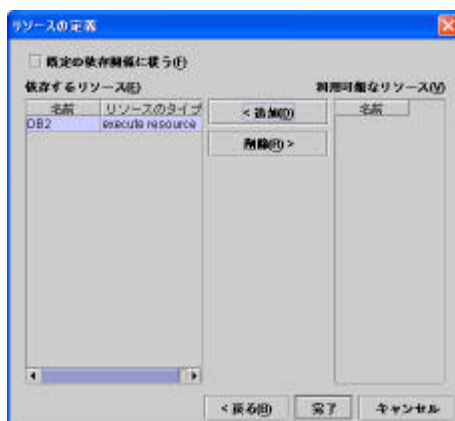 リソースの定義
既定の依存関係に従う(F)
依存するリソース(E)
利用可能なリソース(V)
名前 リソースのタイプ
名前
DB2 execute resource
< 追加(D)
削除(R) >
< 戻る(B) 完了 キャンセル